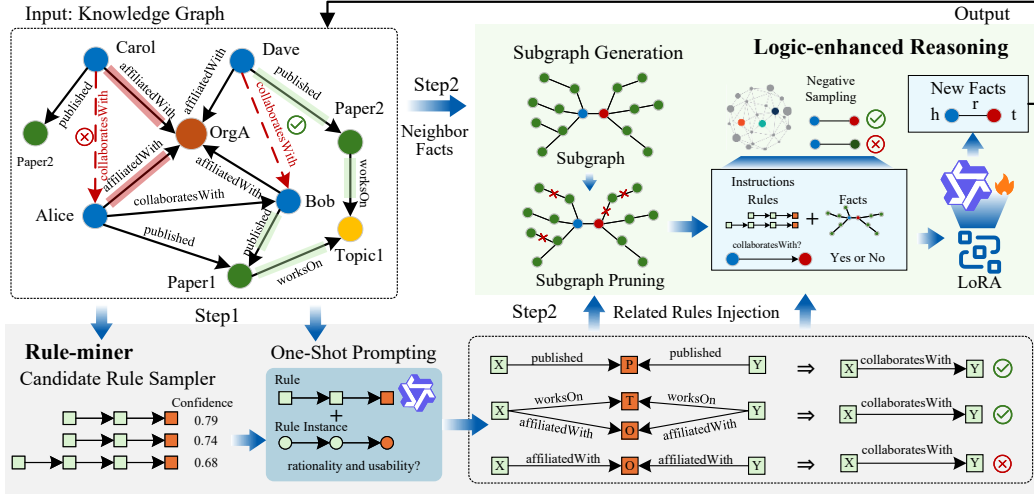 Input: Knowledge Graph
Output
Carol
Dave
affiliatedWith
affiliatedWith
published
published
collaboratesWith
collaboratesWith
Paper2
OrgA
Paper2
affiliatedWith
affiliatedWith
worksOn
Alice
collaboratesWith
Bob
published
published
Topic1
Paper1
worksOn
Step2
Neighbor
Facts
Subgraph Generation
Subgraph
Subgraph Pruning
Logic-enhanced Reasoning
Negative
Sampling
New Facts
h
r
t
Instructions
Rules
+
Facts
collaboratesWith?
Yes or No
LoRA
Step1
Step2
Related Rules Injection
Rule-miner
Candidate Rule Sampler
Confidence
0.79
0.74
0.68
One-Shot Prompting
Rule
+
Rule Instance
rationality and usability?
X published P published Y ⇒ X collaboratesWith Y
X worksOn T worksOn Y ⇒ X collaboratesWith Y
affiliatedWith O affiliatedWith
X affiliatedWith O affiliatedWith Y ⇒ X collaboratesWith Y